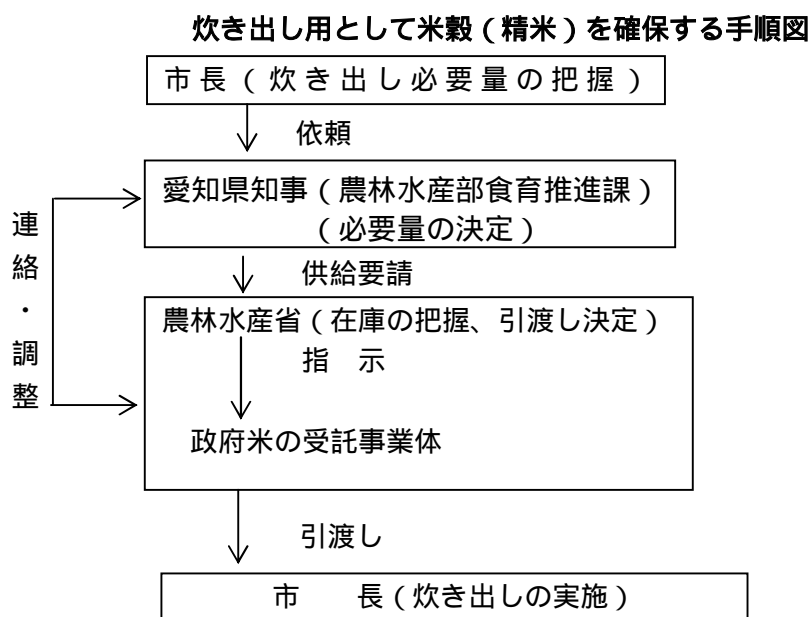 炊き出し用として米穀（精米）を確保する手順図
市長（炊き出し必要量の把握）
依頼
愛知県知事（農林水産部食育推進課）
（必要量の決定）
連絡・調整
供給要請
農林水産省（在庫の把握、引渡し決定）
指　示
政府米の受託事業体
引渡し
市　　長（炊き出しの実施）